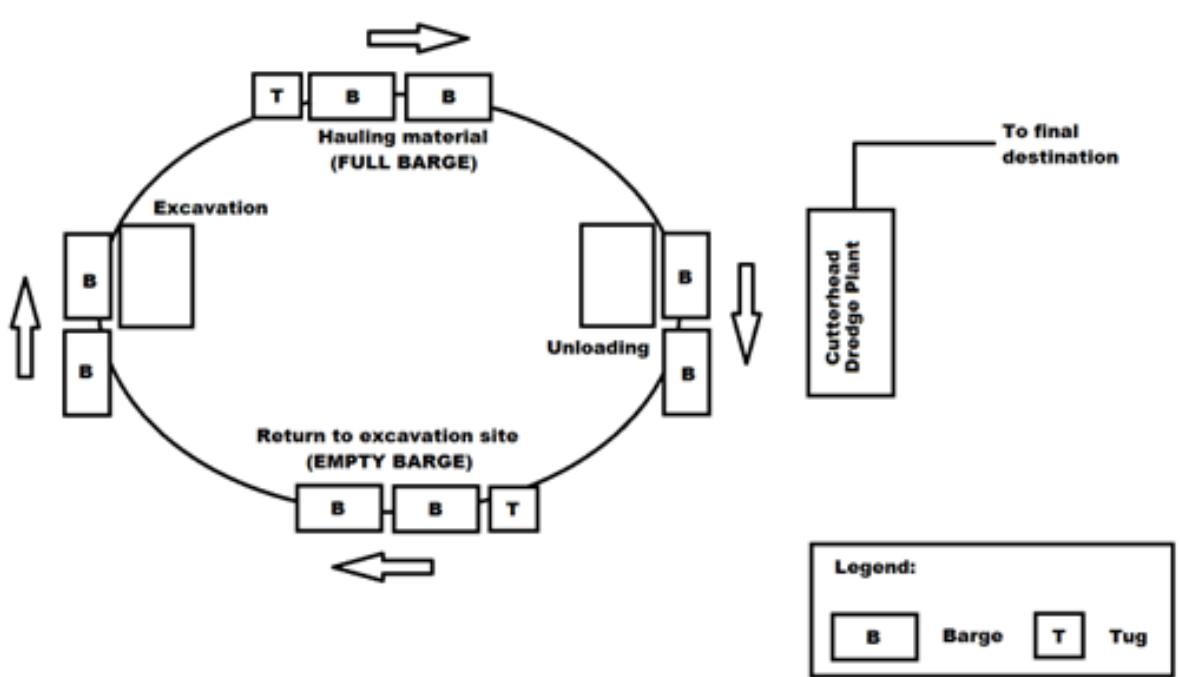 T
B
B
Hauling material
(FULL BARGE)
To final
destination
Excavation
B
B
B
B
Unloading
Cutterhead
Dredge Plant
Return to excavation site
(EMPTY BARGE)
B
B
T
Legend:
B
Barge
T
Tug